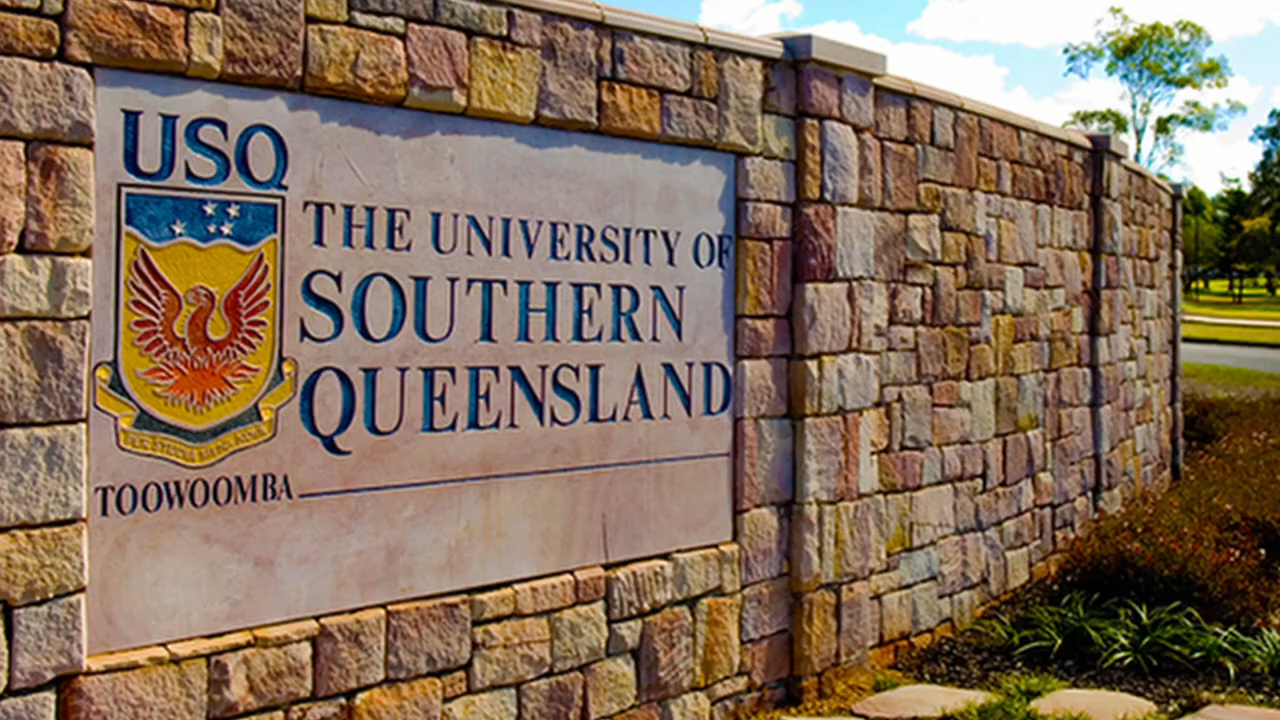 USQ
THE UNIVERSITY OF
SOUTHERN
QUEENSLAND
TOOWOOMBA